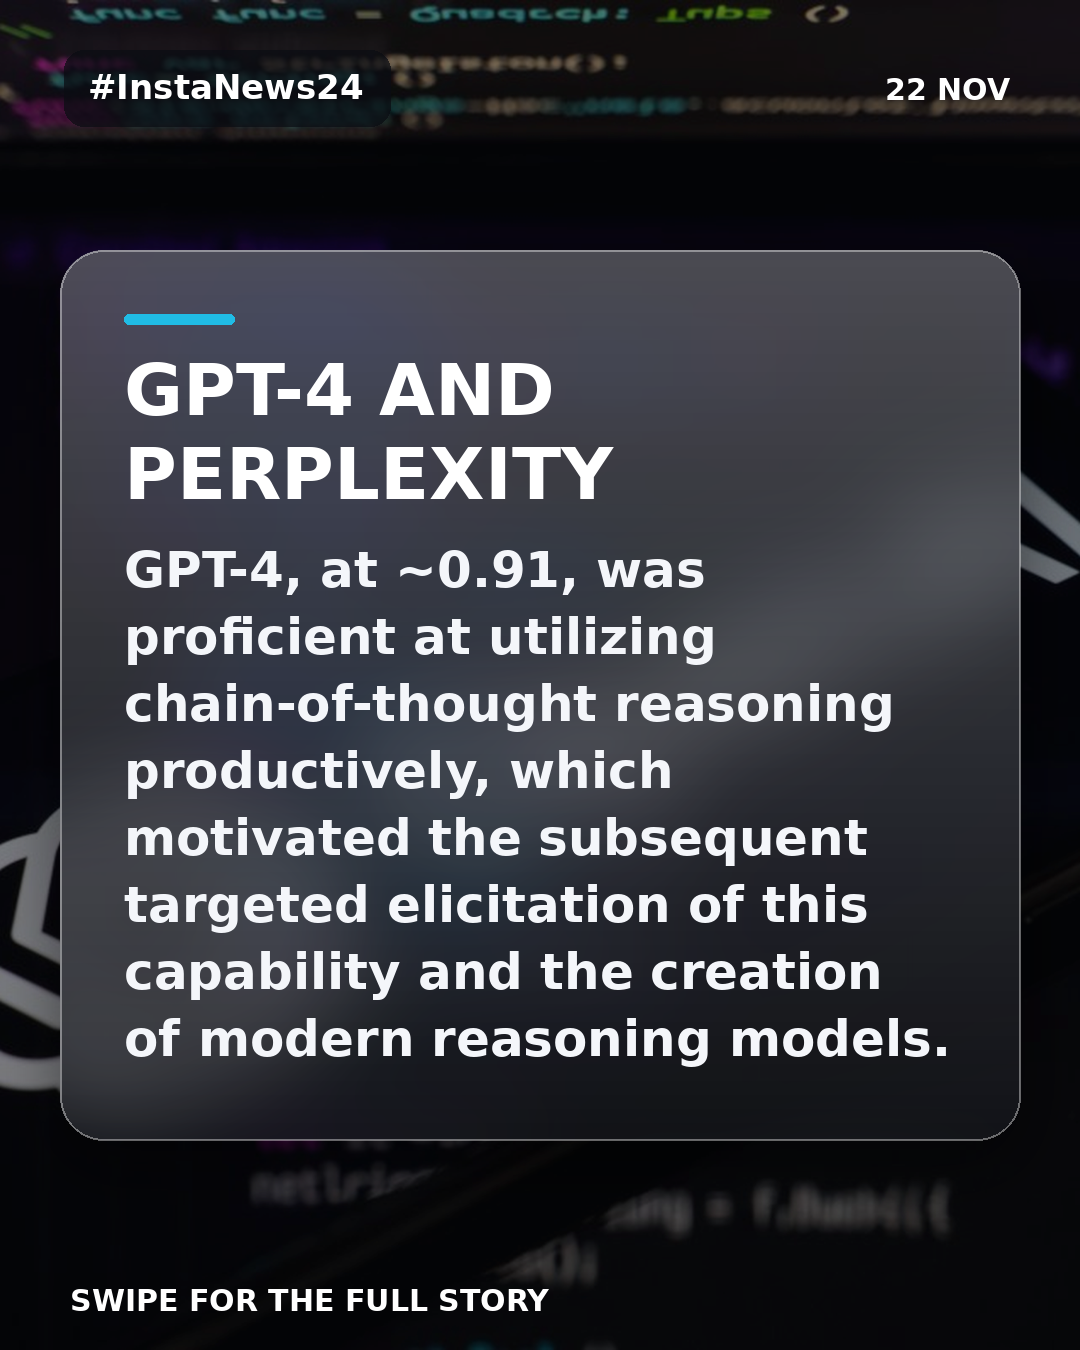 #InstaNews24
22 NOV
GPT-4 AND
PERPLEXITY
GPT-4, at ~0.91, was
proficient at utilizing
chain-of-thought reasoning
productively, which
motivated the subsequent
targeted elicitation of this
capability and the creation
of modern reasoning models.
SWIPE FOR THE FULL STORY